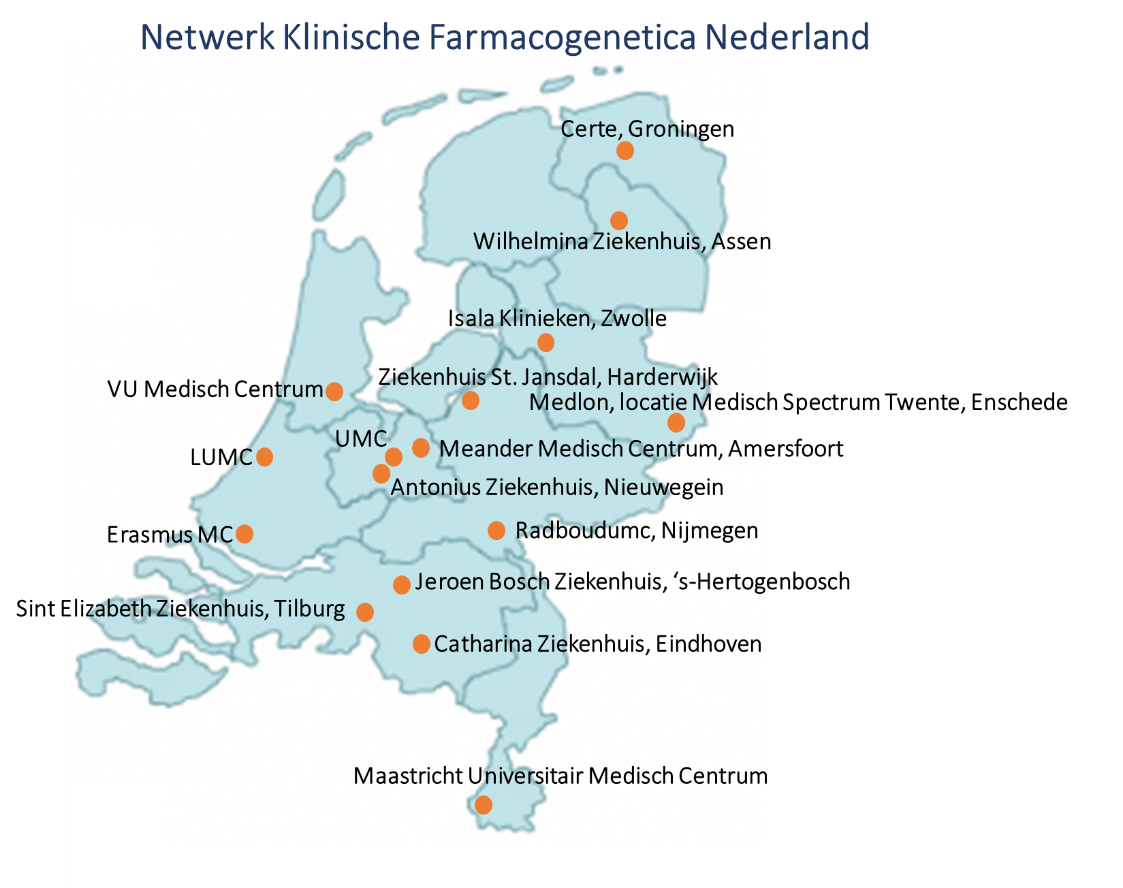 Netwerk Klinische Farmacogenetica Nederland
Certe, Groningen
Wilhelmina Ziekenhuis, Assen
Isala Klinieken, Zwolle
Ziekenhuis St. Jansdal, Harderwijk
VU Medisch Centrum
Medlon, locatie Medisch Spectrum Twente, Enschede
UMC
Meander Medisch Centrum, Amersfoort
LUMC
Antonius Ziekenhuis, Nieuwegein
Erasmus MC
Radboudumc, Nijmegen
Jeroen Bosch Ziekenhuis, ‘s-Hertogenbosch
Sint Elizabeth Ziekenhuis, Tilburg
Catharina Ziekenhuis, Eindhoven
Maastricht Universitair Medisch Centrum